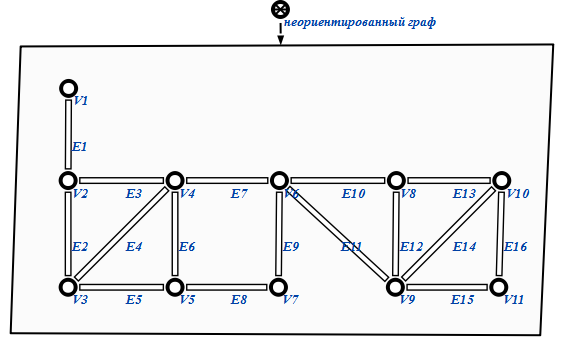 неориентированный граф
V1
E1
V2 E3 V4 E7 V6 E10 V8 E13 V10
E2 E4 E6 E9 E11 E12 E14 E16
V3 E5 V5 E8 V7 V9 E15 V11